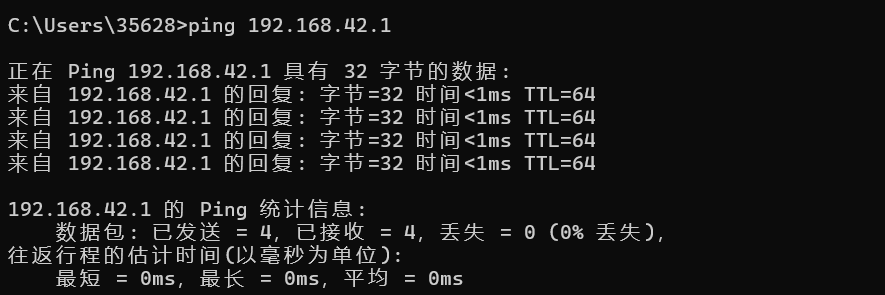 C:\Users\35628>ping 192.168.42.1
正在 Ping 192.168.42.1 具有 32 字节的数据:
来自 192.168.42.1 的回复: 字节=32 时间<1ms TTL=64
来自 192.168.42.1 的回复: 字节=32 时间<1ms TTL=64
来自 192.168.42.1 的回复: 字节=32 时间<1ms TTL=64
来自 192.168.42.1 的回复: 字节=32 时间<1ms TTL=64
192.168.42.1 的 Ping 统计信息:
数据包: 已发送 = 4，已接收 = 4，丢失 = 0 (0% 丢失)，
往返行程的估计时间(以毫秒为单位):
最短 = 0ms，最长 = 0ms，平均 = 0ms